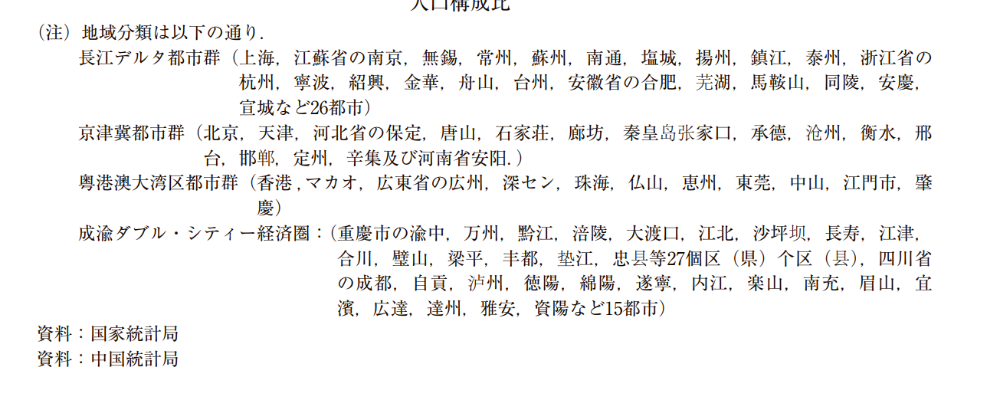 人口構成比
（注）地域分類は以下の通り．
長江デルタ都市群（上海，江蘇省の南京，無錫，常州，蘇州，南通，塩城，揚州，鎮江，泰州，浙江省の
杭州，寧波，紹興，金華，舟山，台州，安徽省の合肥，芜湖，馬鞍山，同陵，安慶，
宣城など26都市）
京津冀都市群（北京，天津，河北省の保定，唐山，石家荘，廊坊，秦皇岛张家口，承徳，沧州，衡水，邢
台，邯郸，定州，辛集及び河南省安阳．）
粤港澳大湾区都市群（香港 , マカオ，広東省の広州，深セン，珠海，仏山，恵州，東莞，中山，江門市，肇
慶）
成渝ダブル・シティー経済圏：（重慶市の渝中，万州，黔江，涪陵，大渡口，江北，沙坪坝，長寿，江津，
合川，璧山，梁平，丰都，垫江，忠县等27個区（県）个区（县），四川省
の成都，自貢，泸州，徳陽，綿陽，遂寧，内江，楽山，南充，眉山，宜
濱，広達，達州，雅安，資陽など15都市）
資料：国家統計局
資料：中国統計局